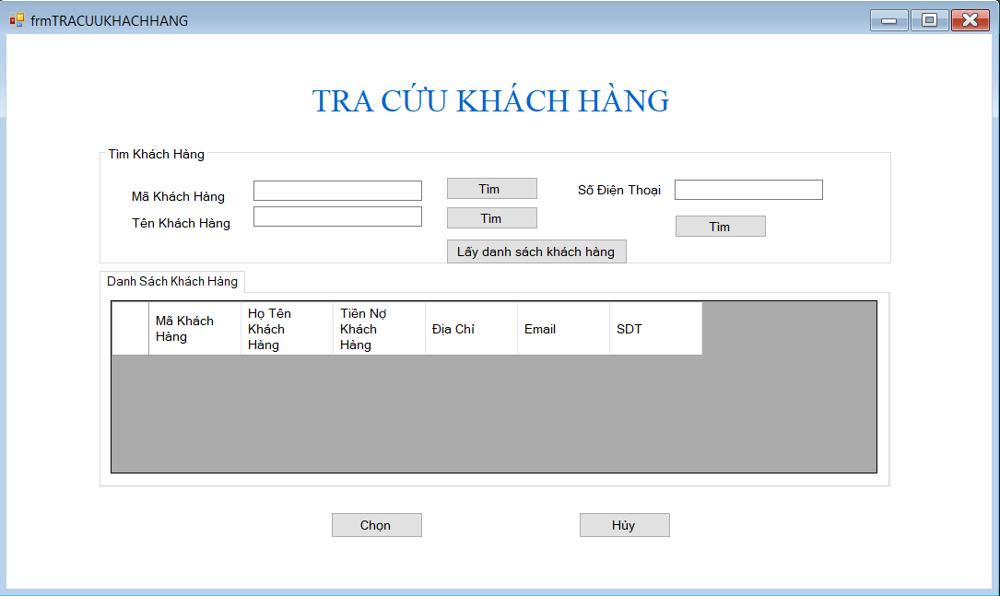 frmTRACUUKHACHHANG
TRA CỨU KHÁCH HÀNG
Tìm Khách Hàng
Mã Khách Hàng
Tìm
Số Điện Thoại
Tên Khách Hàng
Tìm
Tìm
Lấy danh sách khách hàng
Danh Sách Khách Hàng
Mã Khách
Hàng
Họ Tên
Khách
Hàng
Tiền Nợ
Khách
Hàng
Địa Chỉ
Email
SDT
Chọn
Hủy